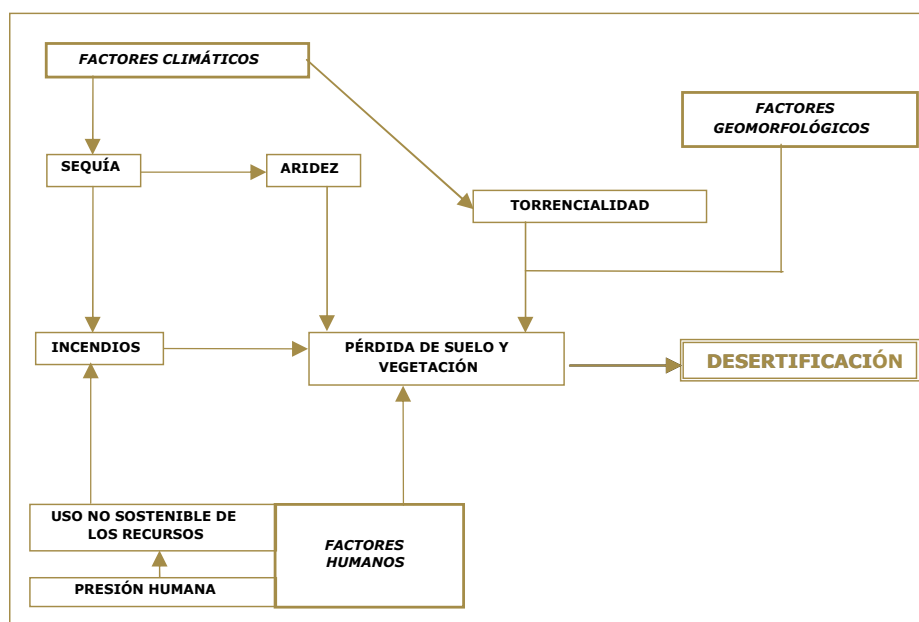 FACTORES CLIMÁTICOS
FACTORES
GEOMORFOLÓGICOS
SEQUÍA
ARIDEZ
TORRENCIALIDAD
INCENDIOS
PÉRDIDA DE SUELO Y
VEGETACIÓN
DESERTIFICACIÓN
USO NO SOSTENIBLE DE
LOS RECURSOS
FACTORES
HUMANOS
PRESIÓN HUMANA